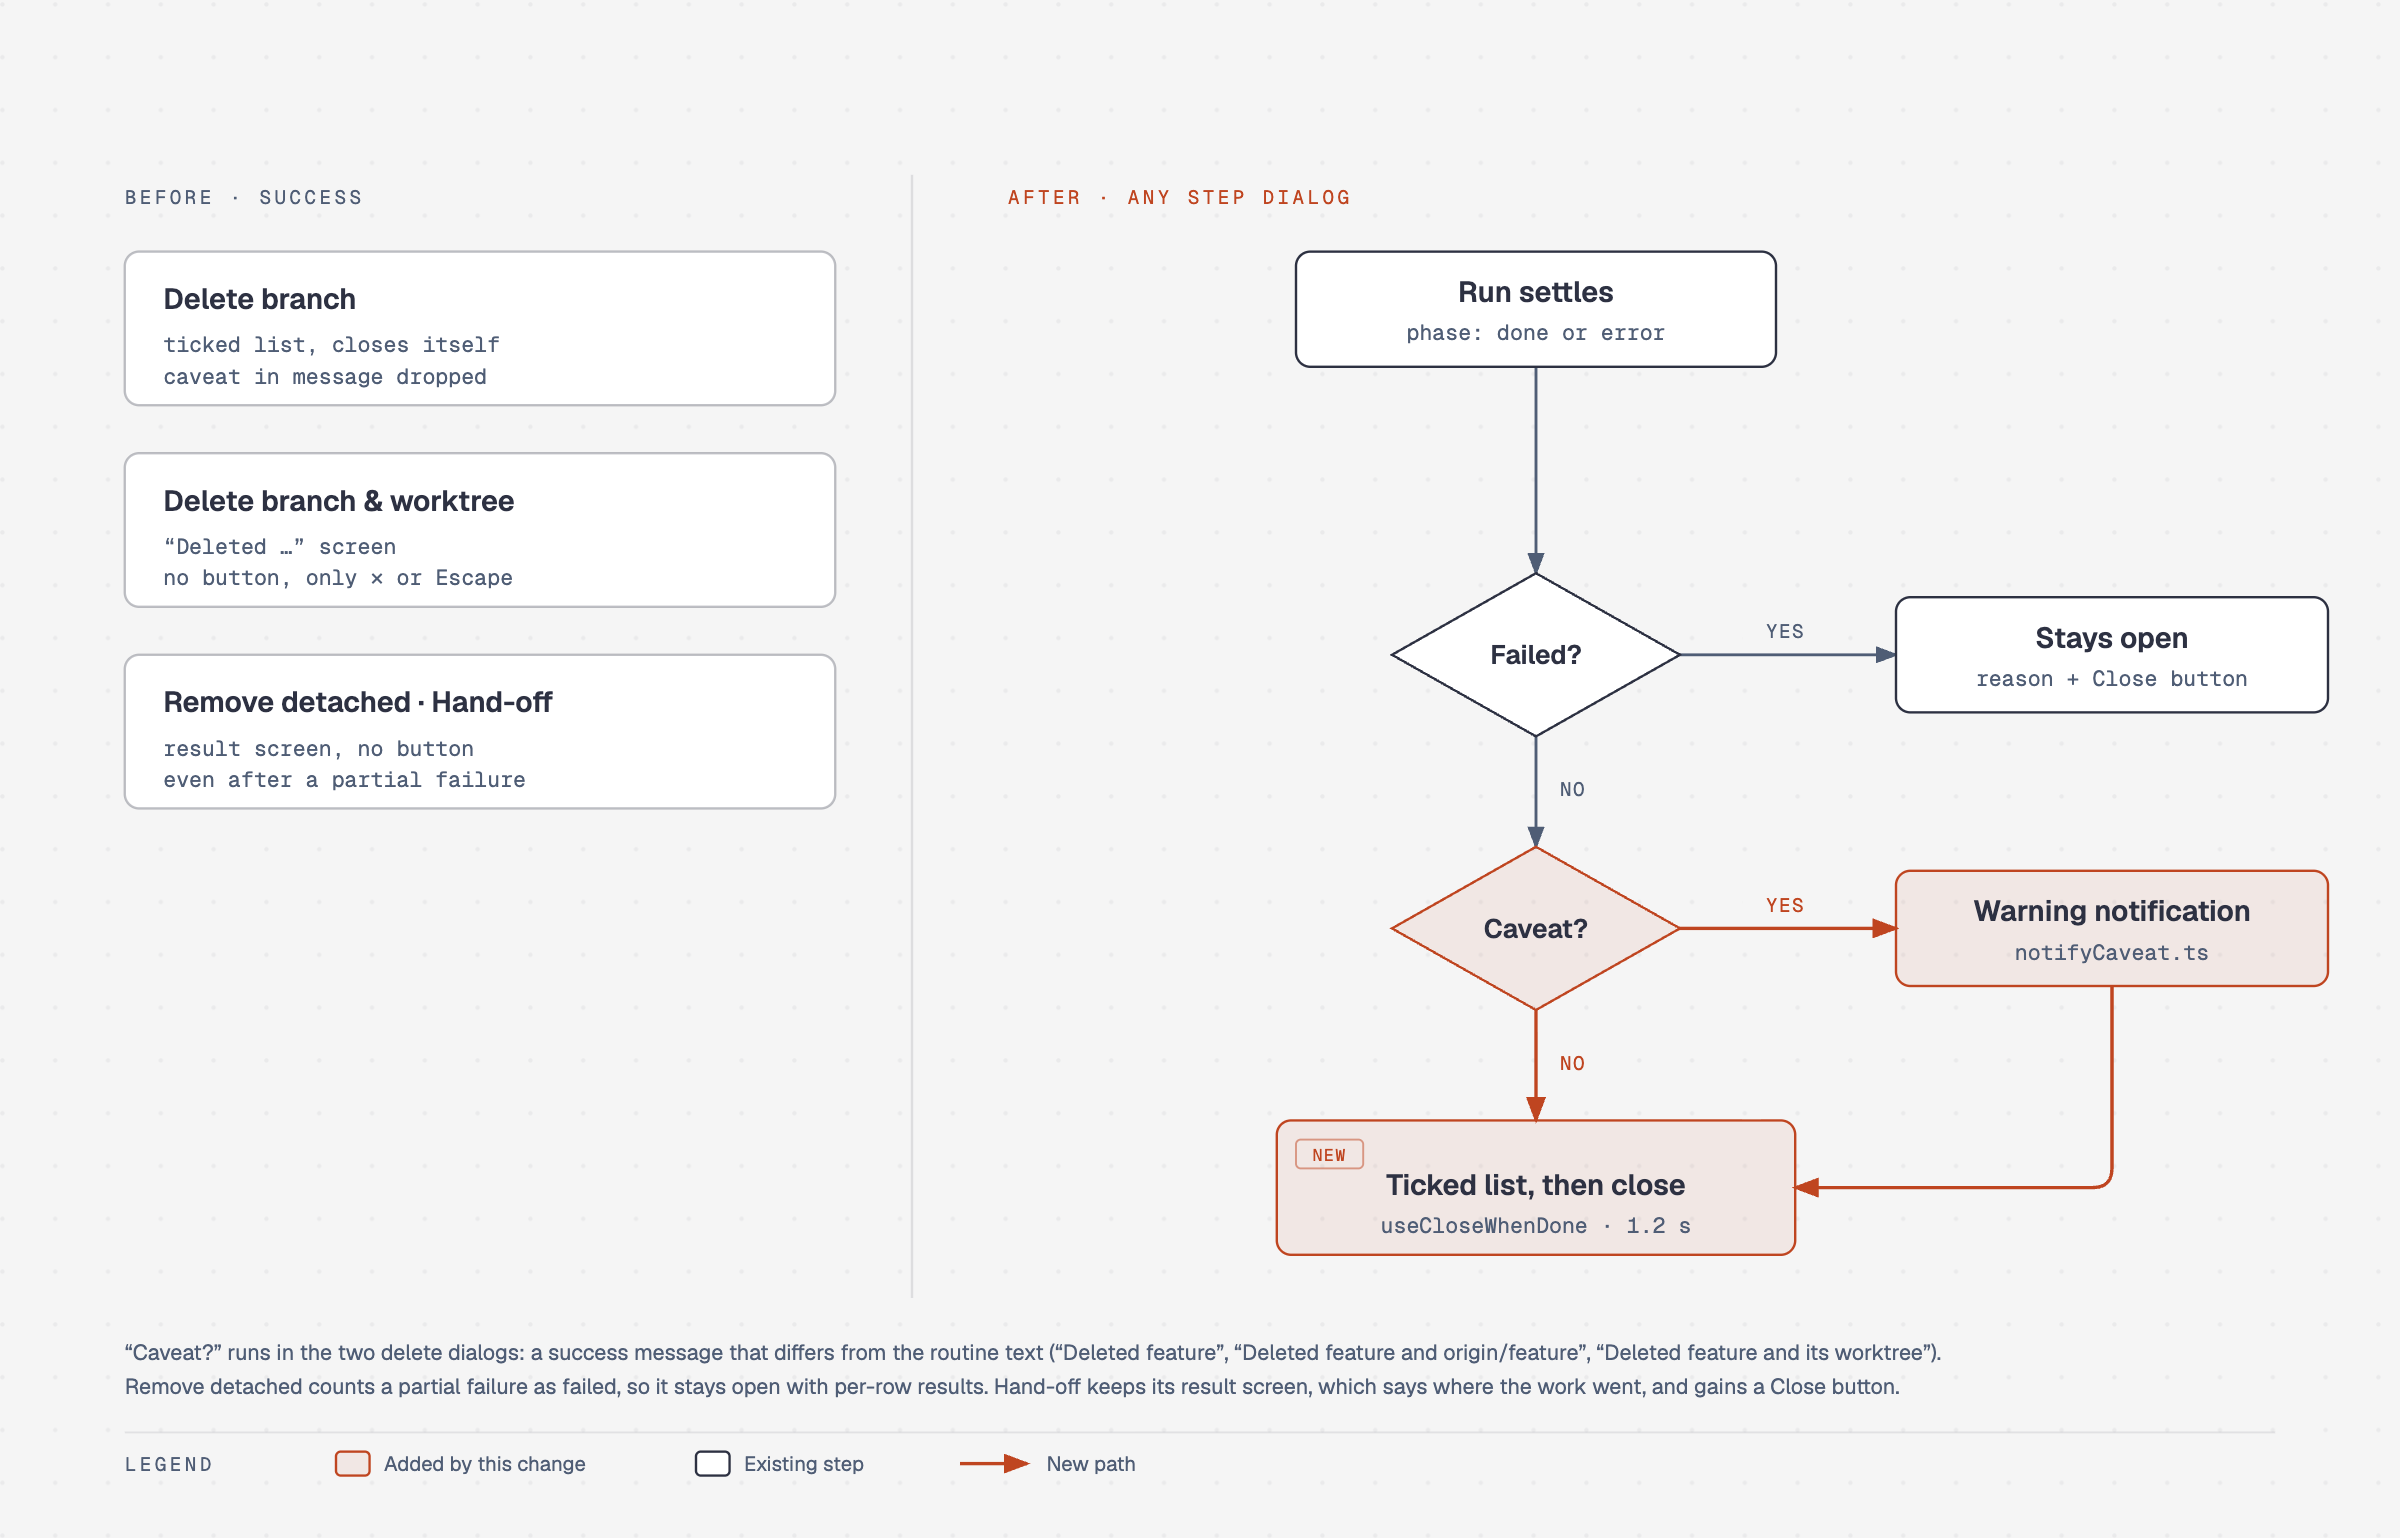 BEFORE · SUCCESS
Delete branch
ticked list, closes itself
caveat in message dropped
Delete branch & worktree
“Deleted …” screen
no button, only × or Escape
Remove detached · Hand-off
result screen, no button
even after a partial failure
AFTER · ANY STEP DIALOG
Run settles
phase: done or error
Failed?
YES
Stays open
reason + Close button
NO
Caveat?
YES
Warning notification
notifyCaveat.ts
NO
NEW
Ticked list, then close
useCloseWhenDone · 1.2 s
“Caveat?” runs in the two delete dialogs: a success message that differs from the routine text (“Deleted feature”, “Deleted feature and origin/feature”, “Deleted feature and its worktree”).
Remove detached counts a partial failure as failed, so it stays open with per-row results. Hand-off keeps its result screen, which says where the work went, and gains a Close button.
LEGEND
Added by this change
Existing step
New path